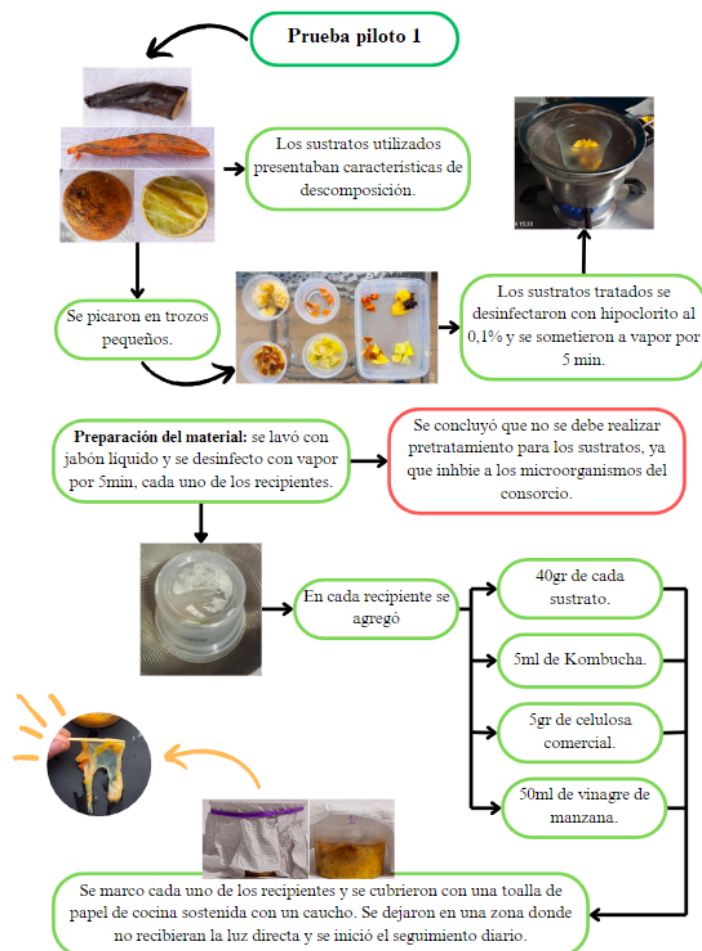 Prueba piloto 1
Los sustratos utilizados
presentaban características de
descomposición.
Se picaron en trozos
pequeños.
Los sustratos tratados se
desinfectaron con hipoclorito al
0,1% y se sometieron a vapor por
5 min.
Preparación del material: se lavó con
jabón líquido y se desinfecto con vapor
por 5min, cada uno de los recipientes.
Se concluyó que no se debe realizar
pretratamiento para los sustratos, ya
que inhbie a los microorganismos del
consorcio.
En cada recipiente se
agregó
40gr de cada
sustrato.
5ml de Kombucha.
5gr de celulosa
comercial.
50ml de vinagre de
manzana.
Se marco cada uno de los recipientes y se cubrieron con una toalla de
papel de cocina sostenida con un caucho. Se dejaron en una zona donde
no recibieran la luz directa y se inició el seguimiento diario.